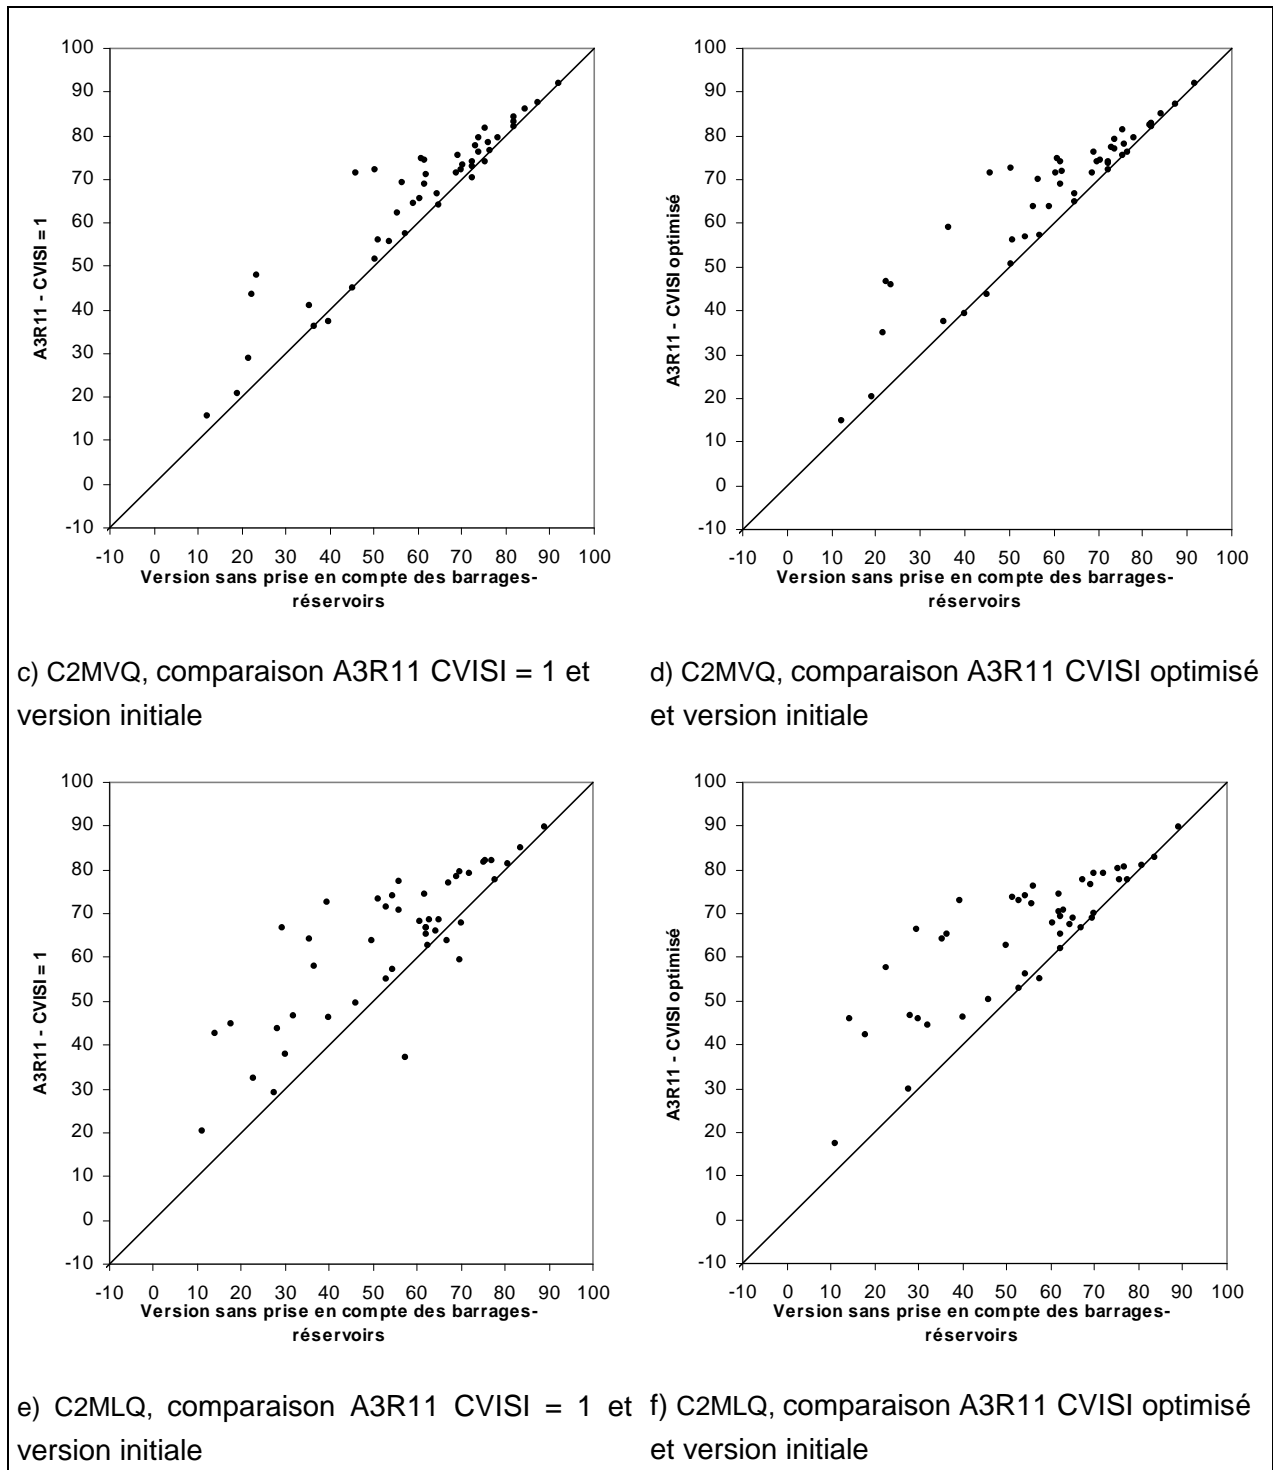 100
90
80
70
60
50
40
30
20
10
0
-10
-10 0 10 20 30 40 50 60 70 80 90 100
A3R11 - CVISI = 1
Version sans prise en compte des barrages-
réservoirs
100
90
80
70
60
50
40
30
20
10
0
-10
-10 0 10 20 30 40 50 60 70 80 90 100
A3R11 - CVISI optimisé
Version sans prise en compte des barrages-
réservoirs
c) C2MVQ, comparaison A3R11 CVISI = 1 et
version initiale
d) C2MVQ, comparaison A3R11 CVISI optimisé
et version initiale
100
90
80
70
60
50
40
30
20
10
0
-10
-10 0 10 20 30 40 50 60 70 80 90 100
A3R11 - CVISI = 1
Version sans prise en compte des barrages-
réservoirs
100
90
80
70
60
50
40
30
20
10
0
-10
-10 0 10 20 30 40 50 60 70 80 90 100
A3R11 - CVISI optimisé
Version sans prise en compte des barrages-
réservoirs
e) C2MLQ, comparaison A3R11 CVISI = 1 et
version initiale
f) C2MLQ, comparaison A3R11 CVISI optimisé
et version initiale